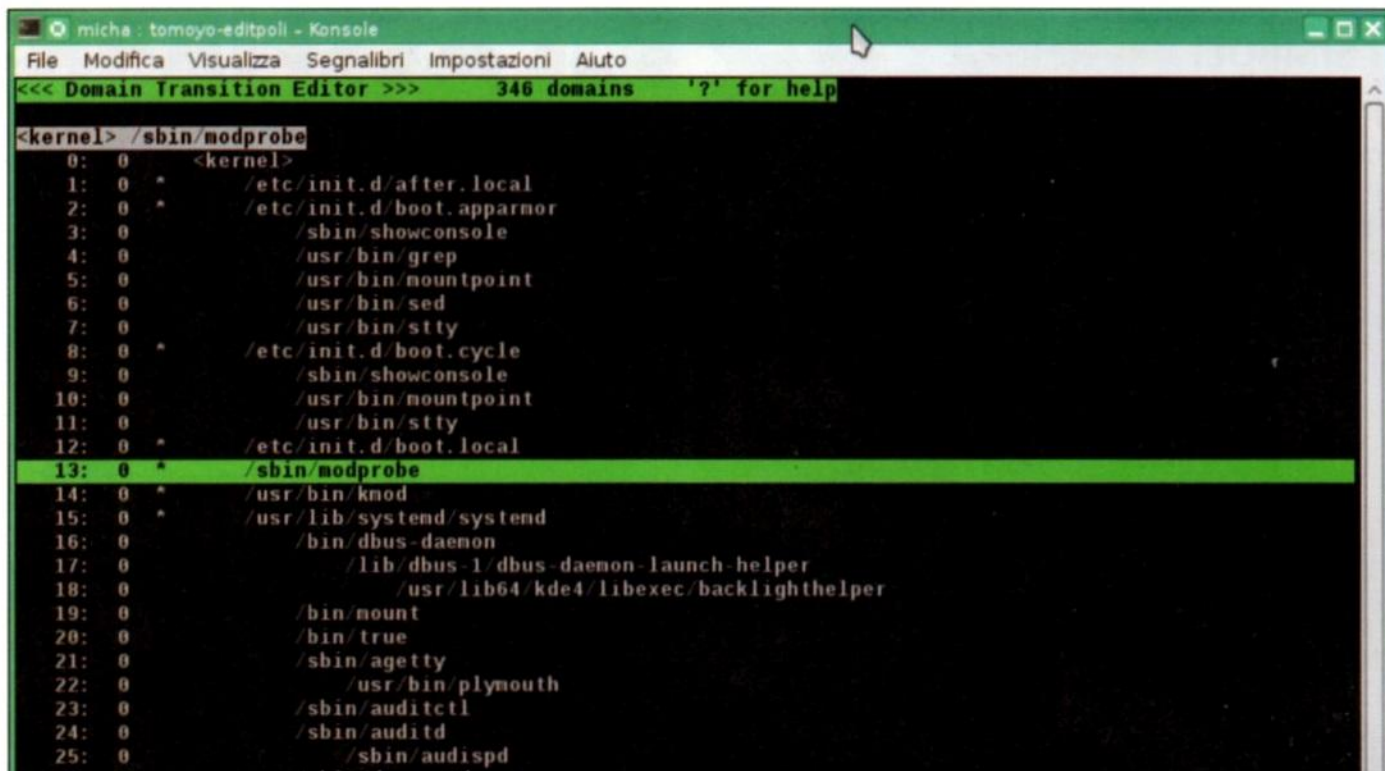 micha : tomoyo-editpoli - Konsole
File Modifica Visualizza Segnalibri Impostazioni Aiuto
<<< Domain Transition Editor >>> 346 domains '?' for help
<kernel> /sbin/modprobe
0: 0 <kernel>
1: 0 * /etc/init.d/after.local
2: 0 * /etc/init.d/boot.apparmor
3: 0 /sbin/showconsole
4: 0 /usr/bin/grep
5: 0 /usr/bin/mountpoint
6: 0 /usr/bin/sed
7: 0 /usr/bin/stty
8: 0 * /etc/init.d/boot.cycle
9: 0 /sbin/showconsole
10: 0 /usr/bin/mountpoint
11: 0 /usr/bin/stty
12: 0 * /etc/init.d/boot.local
13: 0 * /sbin/modprobe
14: 0 * /usr/bin/kmod
15: 0 * /usr/lib/systemd/systemd
16: 0 /bin/dbus-daemon
17: 0 /lib/dbus-1/dbus-daemon-launch-helper
18: 0 /usr/lib64/kde4/libexec/backlighthelper
19: 0 /bin/mount
20: 0 /bin/true
21: 0 /sbin/agetty
22: 0 /usr/bin/plymouth
23: 0 /sbin/auditctl
24: 0 /sbin/auditd
25: 0 /sbin/audispd